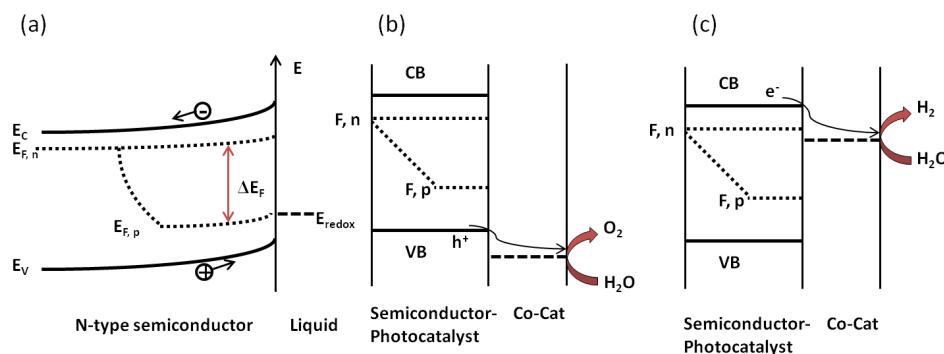 (a)
E
E_C
E_F, n
ΔE_F
E_F, p
E_redox
E_V
N-type semiconductor
Liquid
(b)
CB
F, n
F, p
h⁺
VB
O₂
H₂O
Semiconductor-
Photocatalyst
Co-Cat
(c)
CB
e⁻
F, n
F, p
VB
H₂
H₂O
Semiconductor-
Photocatalyst
Co-Cat